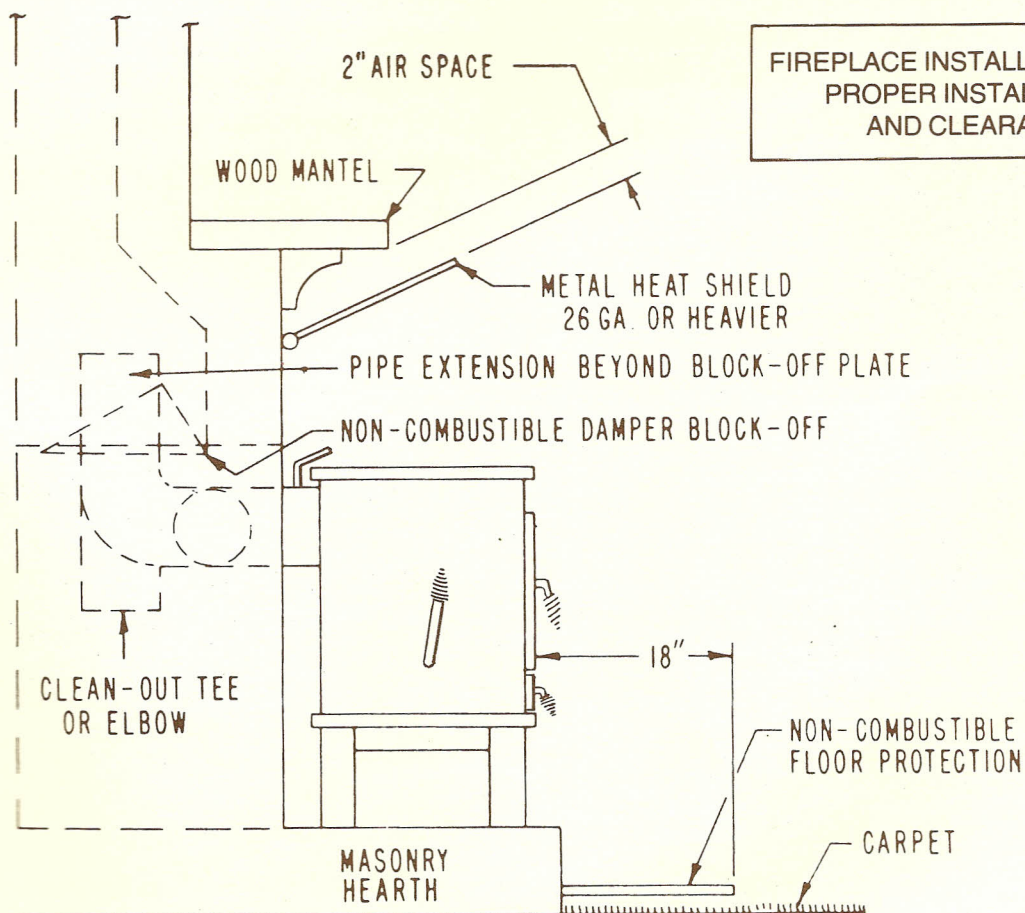 2" AIR SPACE
FIREPLACE INSTALL
PROPER INSTA
AND CLEARA
WOOD MANTEL
METAL HEAT SHIELD
26 GA. OR HEAVIER
PIPE EXTENSION BEYOND BLOCK-OFF PLATE
NON-COMBUSTIBLE DAMPER BLOCK-OFF
18"
CLEAN-OUT TEE
OR ELBOW
NON-COMBUSTIBLE
FLOOR PROTECTION
CARPET
MASONRY
HEARTH